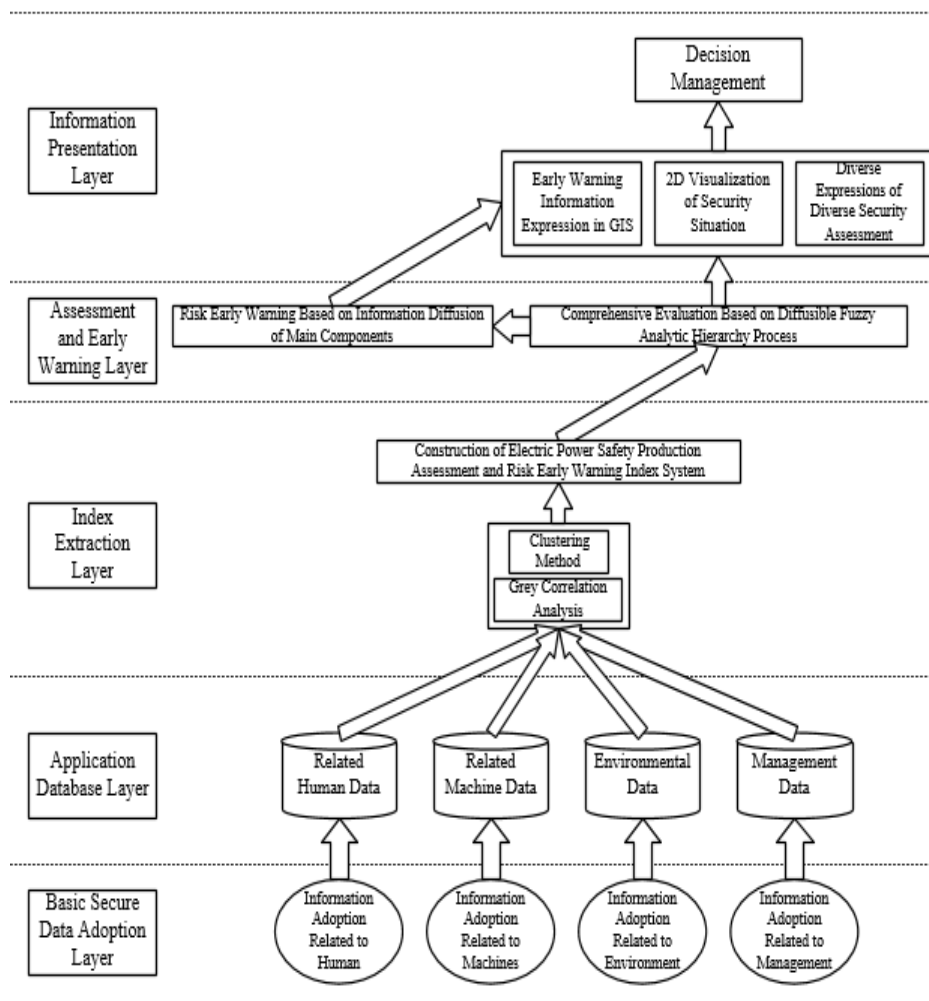 Decision
Management
Information
Presentation
Layer
Early Warning
Information
Expression in GIS
2D Visualization
of Security
Situation
Diverse
Expressions of
Diverse Security
Assessment
Assessment
and Early
Warning Layer
Risk Early Warning Based on Information Diffusion
of Main Components
Comprehensive Evaluation Based on Diffusible Fuzzy
Analytic Hierarchy Process
Index
Extraction
Layer
Construction of Electric Power Safety Production
Assessment and Risk Early Warning Index System
Clustering
Method
Grey Correlation
Analysis
Application
Database Layer
Related
Human Data
Related
Machine Data
Environmental
Data
Management
Data
Basic Secure
Data Adoption
Layer
Information
Adoption
Related to
Human
Information
Adoption
Related to
Machines
Information
Adoption
Related to
Environment
Information
Adoption
Related to
Management